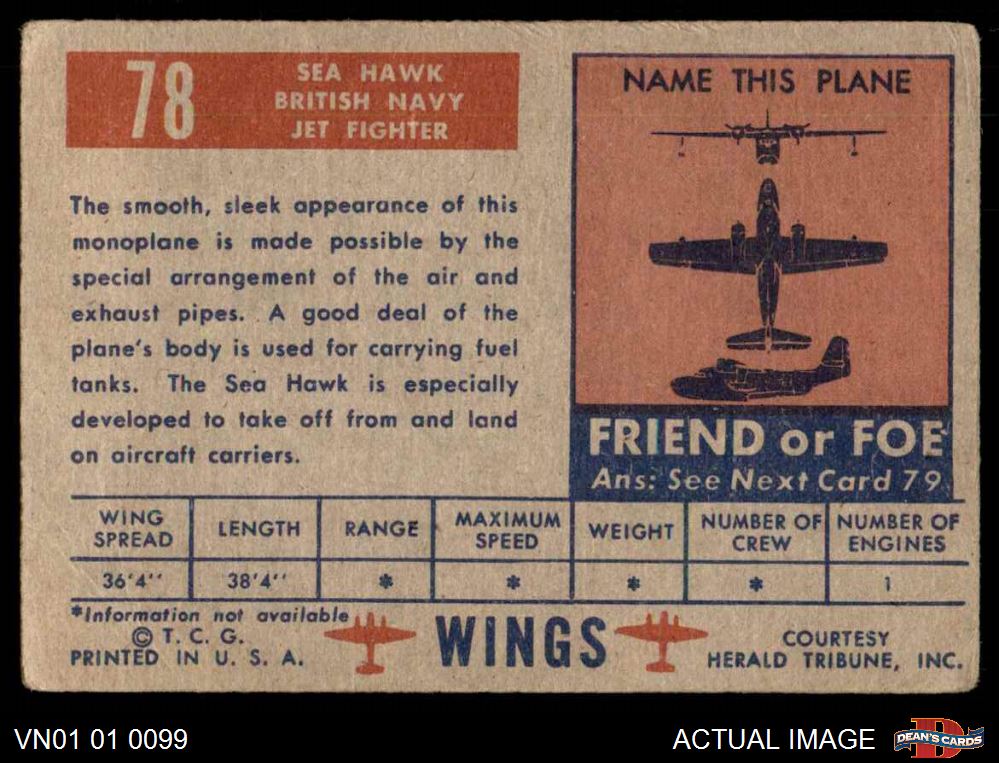 78
SEA HAWK
BRITISH NAVY
JET FIGHTER
The smooth, sleek appearance of this
monoplane is made possible by the
special arrangement of the air and
exhaust pipes. A good deal of the
plane's body is used for carrying fuel
tanks. The Sea Hawk is especially
developed to take off from and land
on aircraft carriers.
NAME THIS PLANE
FRIEND or FOE
Ans: See Next Card 79
WING SPREAD LENGTH RANGE MAXIMUM SPEED WEIGHT NUMBER OF CREW NUMBER OF ENGINES
36'4'' 38'4'' * * * * 1
*Information not available
© T. C. G.
PRINTED IN U. S. A.
WINGS
COURTESY
HERALD TRIBUNE, INC.
VN01 01 0099
ACTUAL IMAGE
D
DEAN'S CARDS